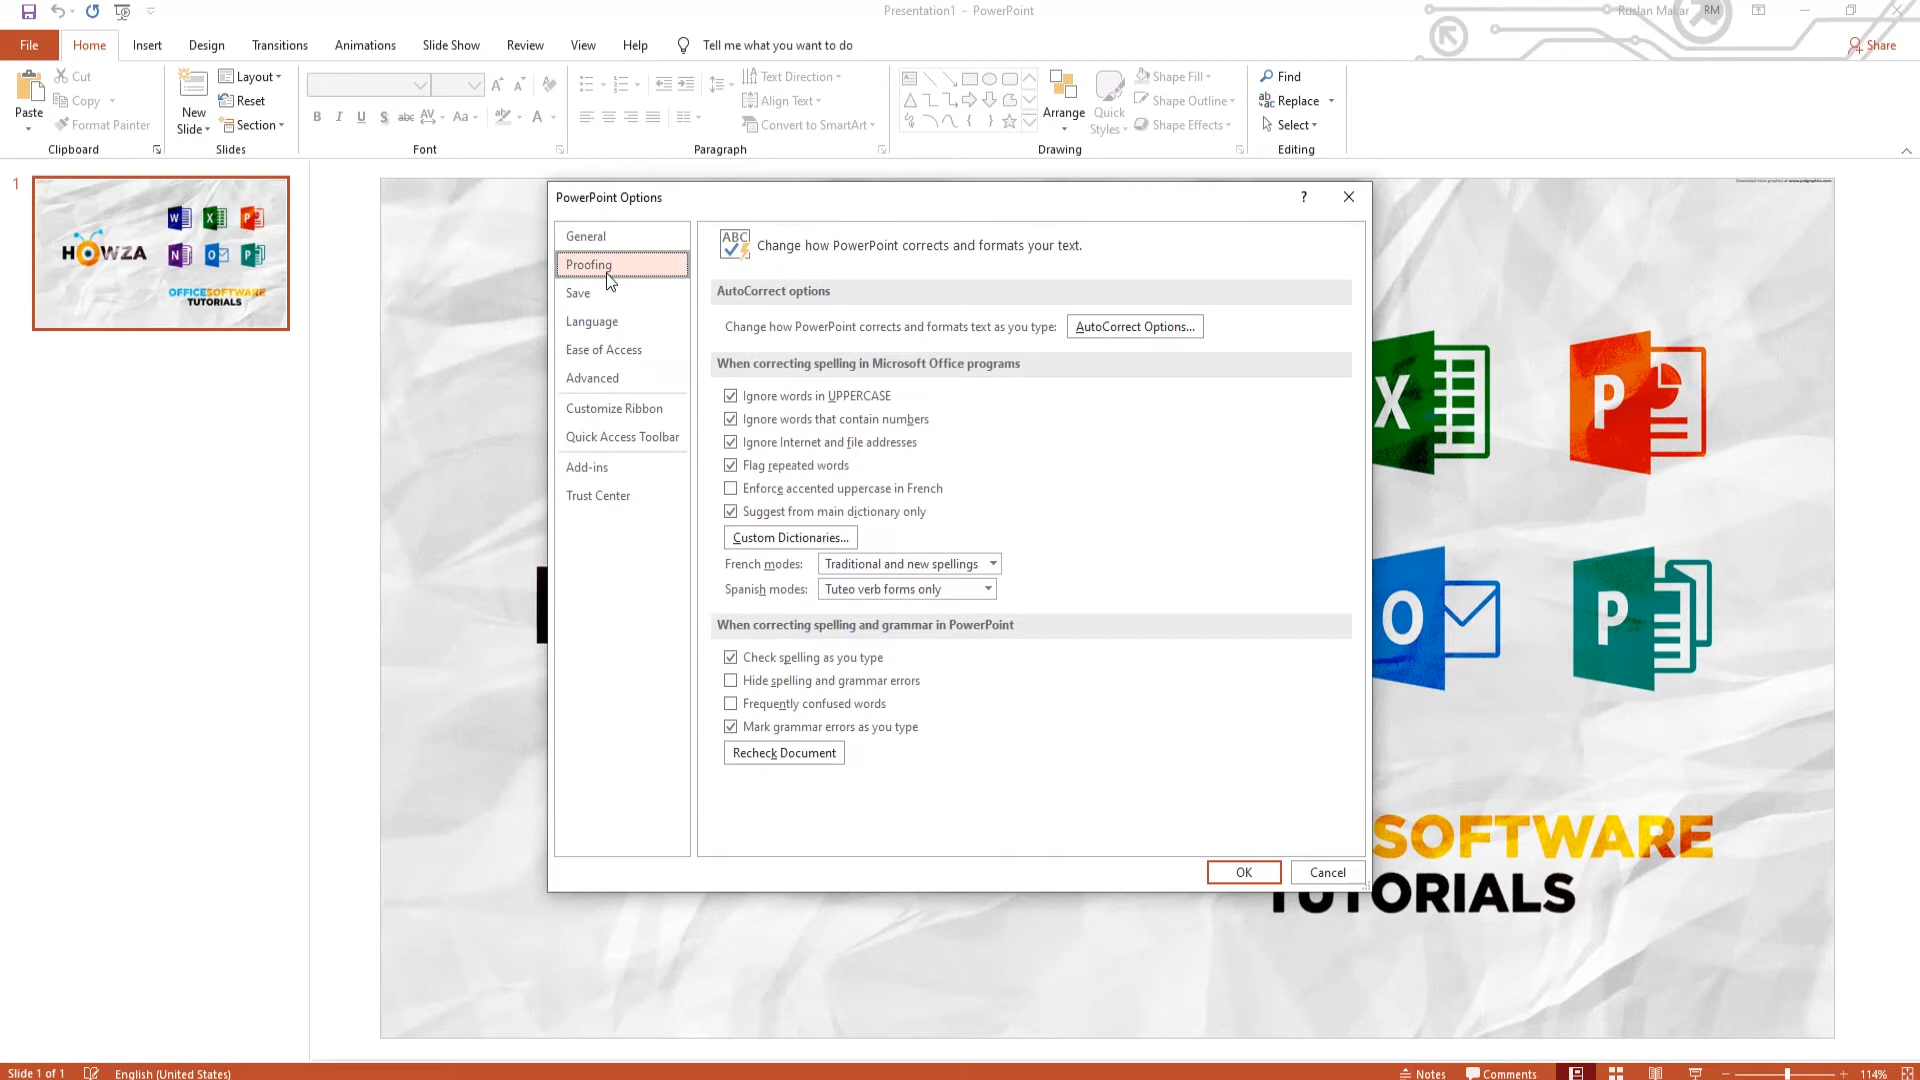 Presentation1 - PowerPoint
Ruslan Makar RM
File Home Insert Design Transitions Animations Slide Show Review View Help Tell me what you want to do Share
Paste
Cut
Copy
Format Painter
Clipboard
New Slide
Layout
Reset
Section
Slides
B I U S abc AV Aa A
Font
Text Direction
Align Text
Convert to SmartArt
Paragraph
Arrange
Quick Styles
Shape Fill
Shape Outline
Shape Effects
Drawing
Find
Replace
Select
Editing
1
HOWZA
W X P
N O P
OFFICESOFTWARE
TUTORIALS
PowerPoint Options
?
General
Proofing
Save
Language
Ease of Access
Advanced
Customize Ribbon
Quick Access Toolbar
Add-ins
Trust Center
ABC
Change how PowerPoint corrects and formats your text.
AutoCorrect options
Change how PowerPoint corrects and formats text as you type: AutoCorrect Options...
When correcting spelling in Microsoft Office programs
Ignore words in UPPERCASE
Ignore words that contain numbers
Ignore Internet and file addresses
Flag repeated words
Enforce accented uppercase in French
Suggest from main dictionary only
Custom Dictionaries...
French modes: Traditional and new spellings
Spanish modes: Tuteo verb forms only
When correcting spelling and grammar in PowerPoint
Check spelling as you type
Hide spelling and grammar errors
Frequently confused words
Mark grammar errors as you type
Recheck Document
OK Cancel
X P
O P
SOFTWARE
TUTORIALS
Slide 1 of 1 English (United States) Notes Comments 114%